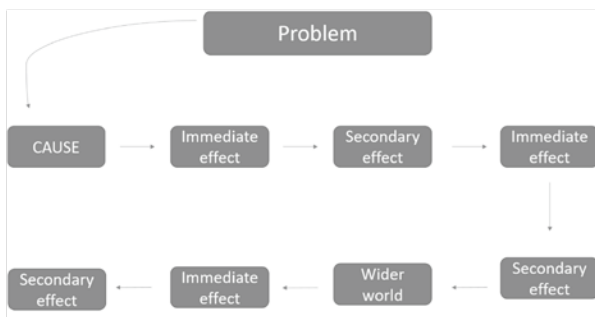 Problem
CAUSE
Immediate
effect
Secondary
effect
Immediate
effect
Secondary
effect
Wider
world
Immediate
effect
Secondary
effect